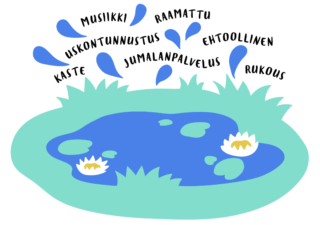 MUSIIKKI
RAAMATTU
USKONTUNNUSTUS
EHTOOLLINEN
KASTE
JUMALANPALVELUS
RUKOUS